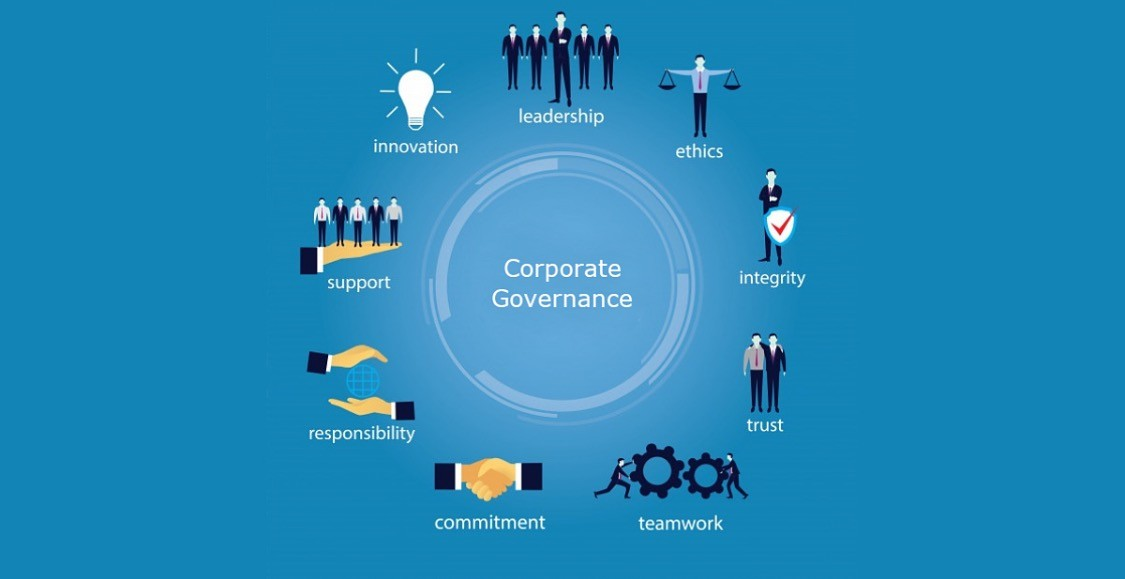 leadership
innovation
ethics
support
Corporate
Governance
integrity
responsibility
trust
commitment
teamwork